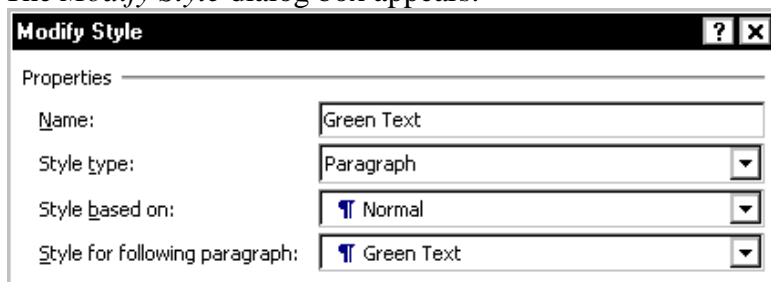 The Modify Style dialog box appears.
Modify Style ? X
Properties
Name: Green Text
Style type: Paragraph
Style based on: ¶ Normal
Style for following paragraph: ¶ Green Text